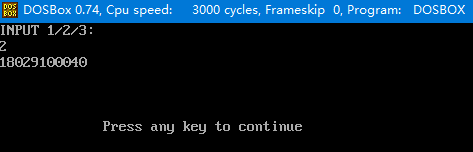 DOSBox 0.74, Cpu speed:    3000 cycles, Frameskip  0, Program:   DOSBOX
INPUT 1/2/3:
2
18029100040
Press any key to continue